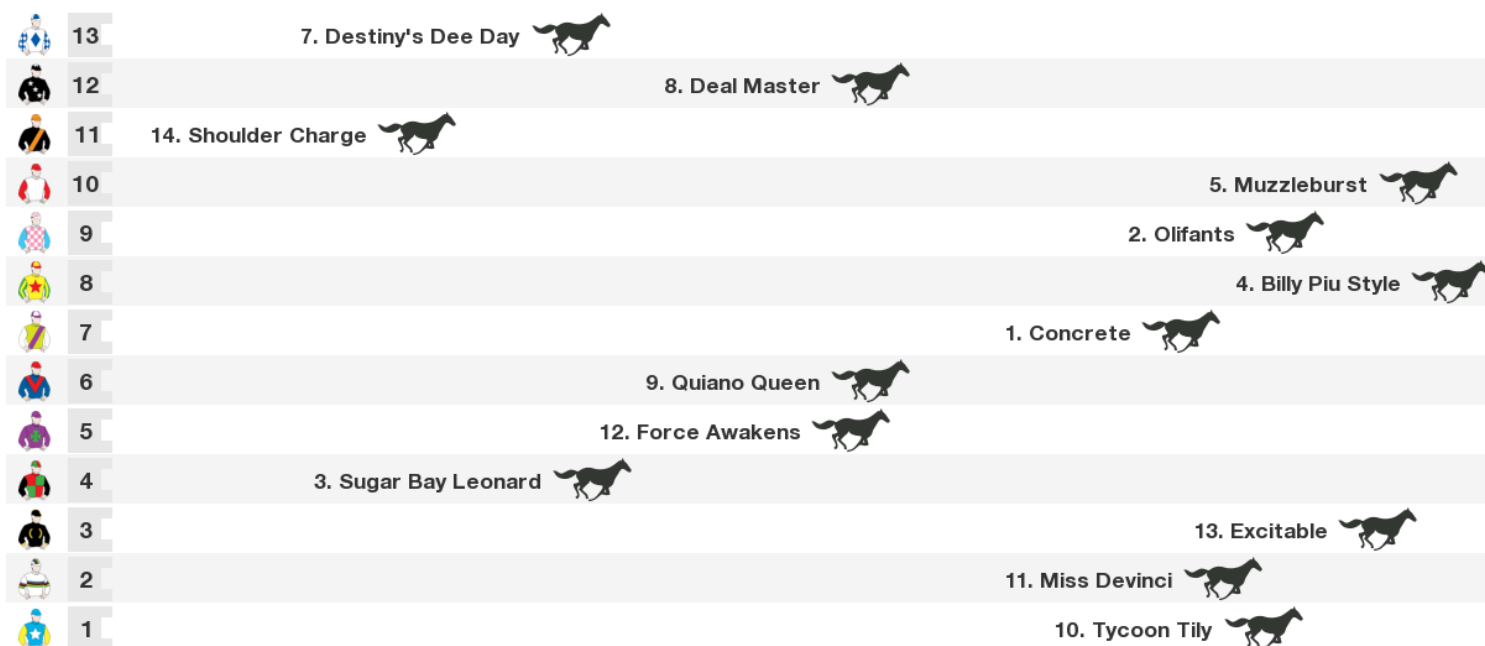 13 7. Destiny's Dee Day
12 8. Deal Master
11 14. Shoulder Charge
10 5. Muzzleburst
9 2. Olifants
8 4. Billy Piu Style
7 1. Concrete
6 9. Quiano Queen
5 12. Force Awakens
4 3. Sugar Bay Leonard
3 13. Excitable
2 11. Miss Devinci
1 10. Tycoon Tily